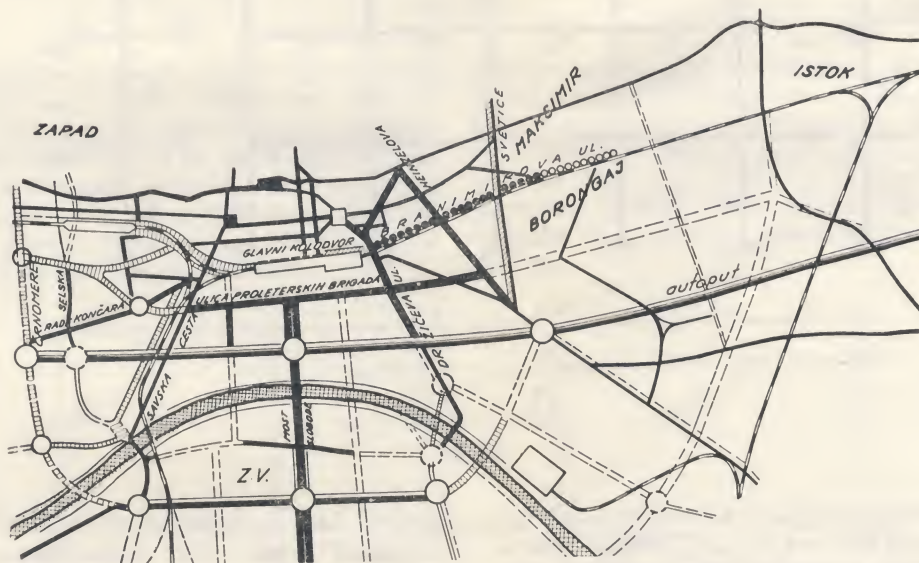 ISTOK
ZAPAD
SVETICE
MAKSIMIR
HEINZELOVA
BRANIMIROVA UL.
BORONGAJ
GLAVNI KOLODVOR
ČRNOMEREC
SELSKA
RADE KONČARA
CESTA
ULICA PROLETERSKIH BRIGADA
DRŽIĆEVA UL.
autoput
SAVSKA
MOST
SLOBODE
Z.V.